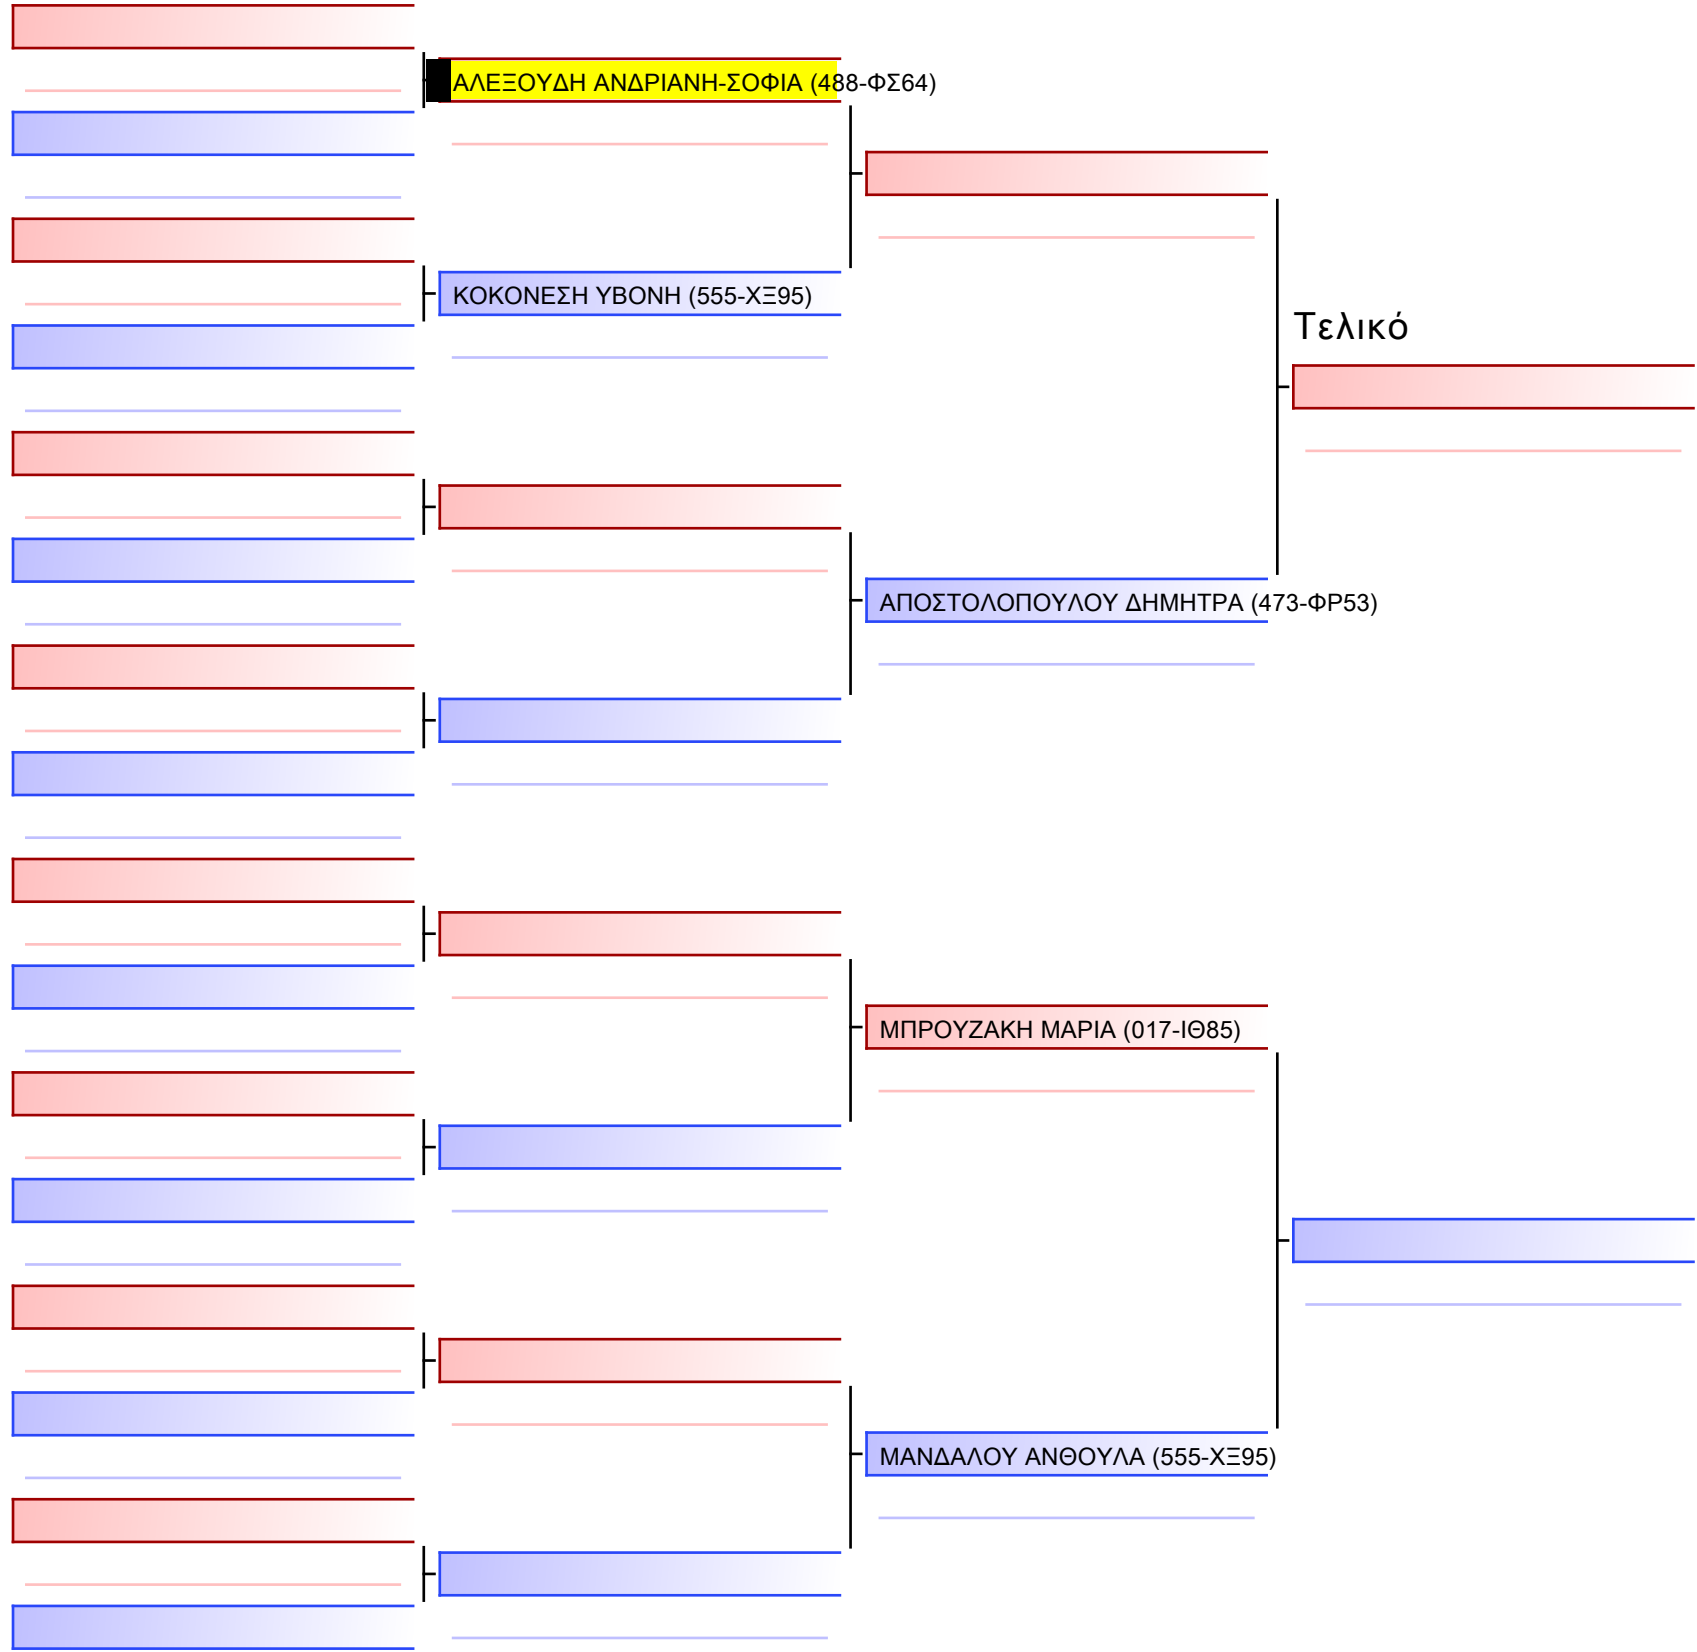 ΑΛΕΞΟΥΔΗ ΑΝΔΡΙΑΝΗ-ΣΟΦΙΑ (488-ΦΣ64)
ΚΟΚΟΝΕΣΗ ΥΒΟΝΗ (555-ΧΞ95)
Τελικό
ΑΠΟΣΤΟΛΟΠΟΥΛΟΥ ΔΗΜΗΤΡΑ (473-ΦΡ53)
ΜΠΡΟΥΖΑΚΗ ΜΑΡΙΑ (017-ΙΘ85)
ΜΑΝΔΑΛΟΥ ΑΝΘΟΥΛΑ (555-ΧΞ95)